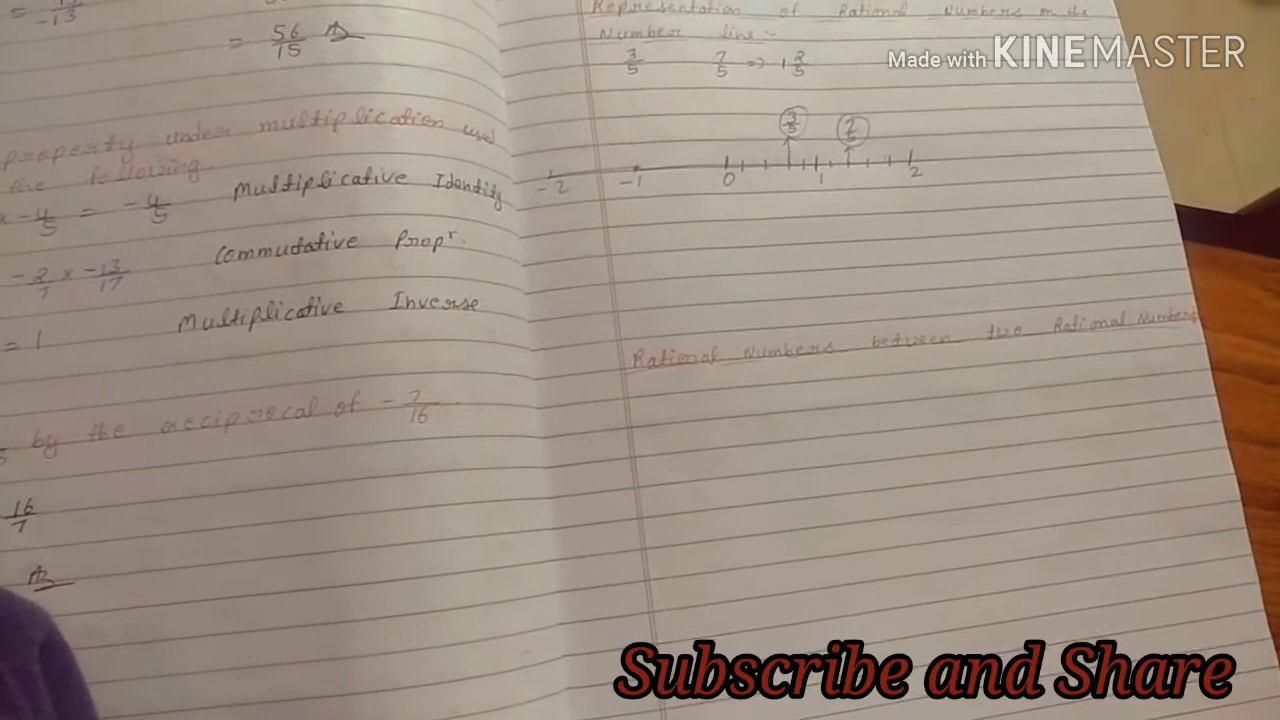 -13
= 56/15 Ans
property under multiplication used
the following.
× -4/5 = -4/5 Multiplicative Identity
-2/7 × -13/17 Commutative Propr.
= 1 Multiplicative Inverse
by the reciprocal of -7/16
16/7
Ans
Representation of Rational Numbers on the
Number line:-
3/5 7/5 => 1 2/5
3/5 7/5
-2 -1 0 1 2
Rational Numbers between two Rational Numbers
Made with KINEMASTER
Subscribe and Share